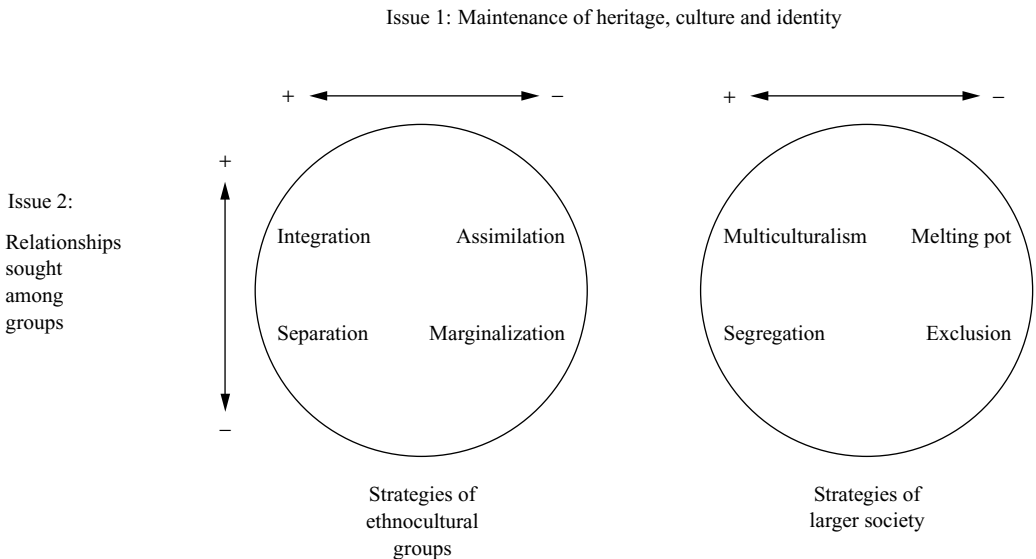 Issue 1: Maintenance of heritage, culture and identity
+ − + −
+
Issue 2:
Relationships
sought
among
groups
−
Integration Assimilation
Separation Marginalization
Multiculturalism Melting pot
Segregation Exclusion
Strategies of
ethnocultural
groups
Strategies of
larger society